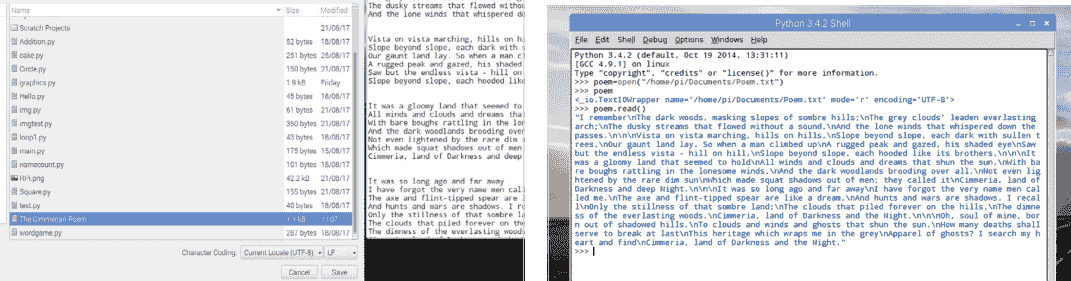 Name Size Modified
Scratch Projects 21/06/17
Addition.py 52 bytes 18/08/17
cake.py 251 bytes 25/08/17
Circle.py 150 bytes 21/08/17
graphics.py 1.9 kB Friday
Hello.py 45 bytes 18/08/17
img.py 61 bytes 21/08/17
imgtest.py 350 bytes 21/08/17
loop1.py 43 bytes 18/08/17
main.py 175 bytes 15/08/17
namecount.py 101 bytes 18/08/17
RPi.png 42.2 kB 21/08/17
Square.py 155 bytes 21/08/17
test.py 40 bytes 18/08/17
The Cimmerian Poem 1.1 kB 11:07
wordgame.py 287 bytes 18/08/17
Character Coding: Current Locale (UTF-8) LF
Cancel Save
The dusky streams that flowed withou
And the lone winds that whispered do
Vista on vista marching, hills on hi
Slope beyond slope, each dark with s
Our gaunt land lay. So when a man cl
A rugged peak and gazed, his shaded
Saw but the endless vista - hill on
Slope beyond slope, each hooded like
It was a gloomy land that seemed to
All winds and clouds and dreams that
With bare boughs rattling in the lon
And the dark woodlands brooding over
Not even lightened by the rare dim s
Which made squat shadows out of men
Cimmeria, land of Darkness and deep
It was so long ago and far away
I have forgot the very name men call
The axe and flint-tipped spear are l
And hunts and wars are shadows. I re
Only the stillness of that sombre la
The clouds that piled forever on the
The dimness of the everlasting woods
Python 3.4.2 Shell
File Edit Shell Debug Options Windows Help
Python 3.4.2 (default, Oct 19 2014, 13:31:11)
[GCC 4.9.1] on linux
Type "copyright", "credits" or "license()" for more information.
>>> poem=open("/home/pi/Documents/Poem.txt")
>>> poem
<_io.TextIOWrapper name='/home/pi/Documents/Poem.txt' mode='r' encoding='UTF-8'>
>>> poem.read()
"I remember\nThe dark woods, masking slopes of sombre hills;\nThe grey clouds' leaden everlasting
arch;\nThe dusky streams that flowed without a sound,\nAnd the lone winds that whispered down the
passes.\n\n\nVista on vista marching, hills on hills,\nSlope beyond slope, each dark with sullen t
rees,\nOur gaunt land lay. So when a man climbed up\nA rugged peak and gazed, his shaded eye\nSaw
but the endless vista - hill on hill,\nSlope beyond slope, each hooded like its brothers.\n\n\nIt
was a gloomy land that seemed to hold\nAll winds and clouds and dreams that shun the sun,\nWith ba
re boughs rattling in the lonesome winds,\nAnd the dark woodlands brooding over all,\nNot even lig
htened by the rare dim sun\nWhich made squat shadows out of men; they called it\nCimmeria, land of
Darkness and deep Night.\n\n\nIt was so long ago and far away\nI have forgot the very name men cal
led me.\nThe axe and flint-tipped spear are like a dream,\nAnd hunts and wars are shadows. I recal
l\nOnly the stillness of that sombre land;\nThe clouds that piled forever on the hills,\nThe dimne
ss of the everlasting woods.\nCimmeria, land of Darkness and the Night.\n\n\nOh, soul of mine, bor
n out of shadowed hills,\nTo clouds and winds and ghosts that shun the sun,\nHow many deaths shall
serve to break at last\nThis heritage which wraps me in the grey\nApparel of ghosts? I search my h
eart and find\nCimmeria, land of Darkness and the Night."
>>>